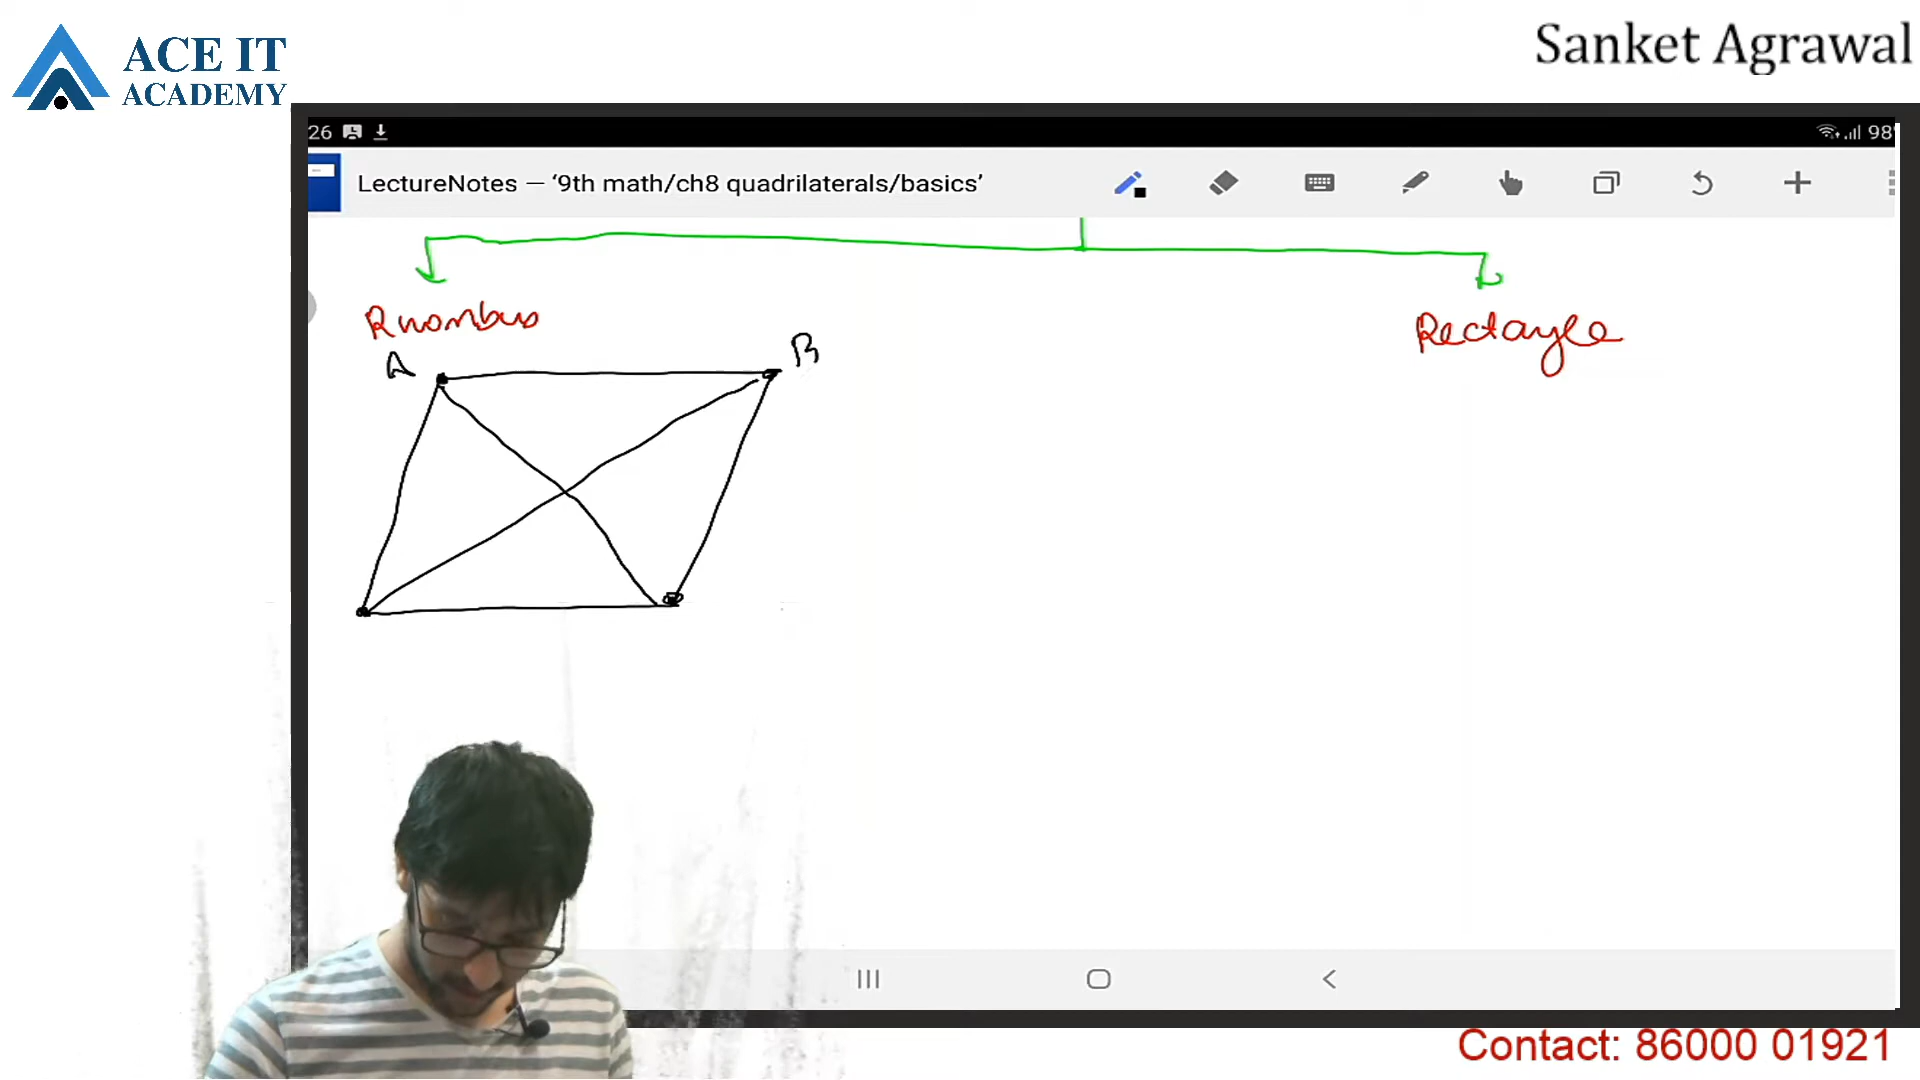 ACE IT
ACADEMY
Sanket Agrawal
26
98
LectureNotes — ‘9th math/ch8 quadrilaterals/basics’
Rhombus
Rectangle
A
B
Contact: 86000 01921